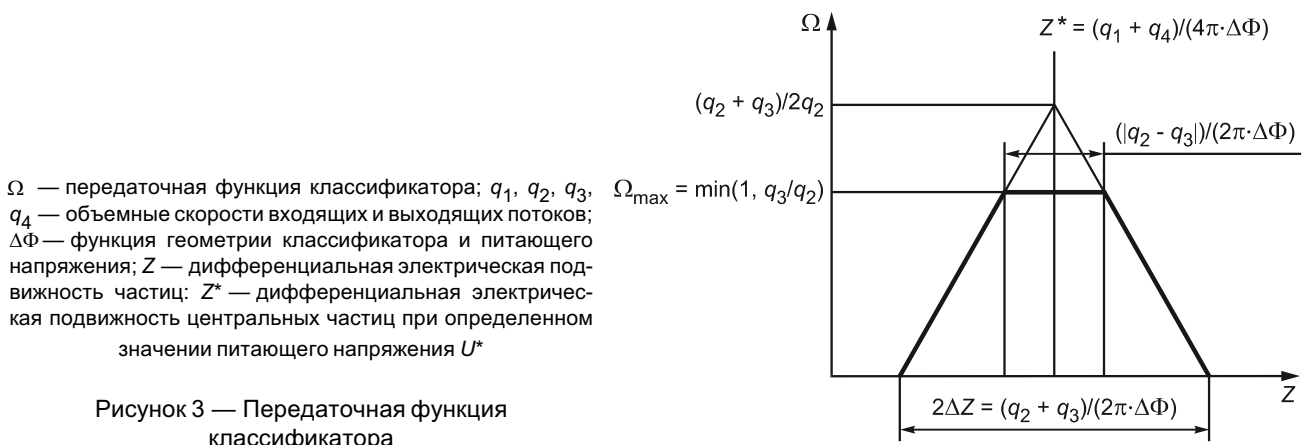 Ω — передаточная функция классификатора; q₁, q₂, q₃,
q₄ — объемные скорости входящих и выходящих потоков;
ΔΦ — функция геометрии классификатора и питающего
напряжения; Z — дифференциальная электрическая под-
вижность частиц: Z* — дифференциальная электричес-
кая подвижность центральных частиц при определенном
значении питающего напряжения U*
Рисунок 3 — Передаточная функция
классификатора
Ω
Z* = (q₁ + q₄)/(4π·ΔΦ)
(q₂ + q₃)/2q₂
(|q₂ - q₃|)/(2π·ΔΦ)
Ωmax = min(1, q₃/q₂)
Z
2ΔZ = (q₂ + q₃)/(2π·ΔΦ)